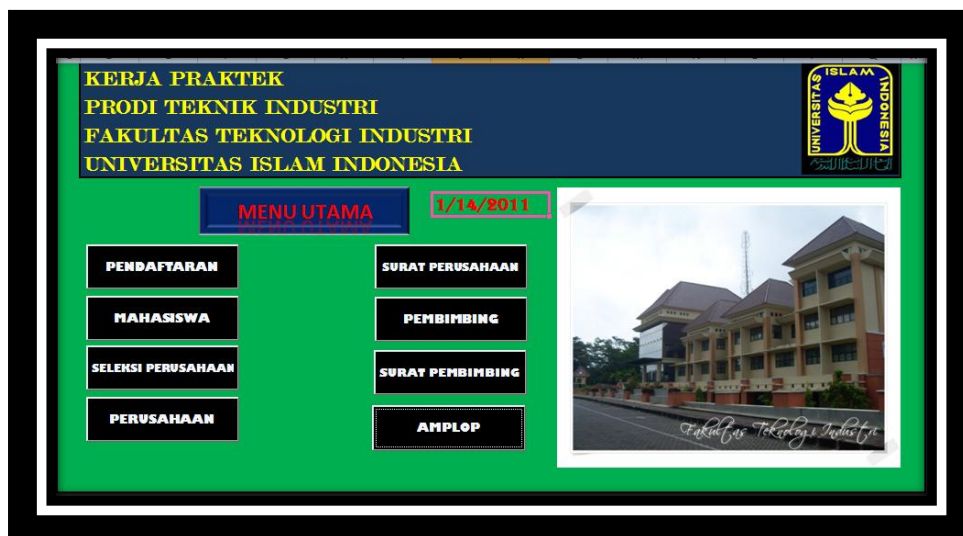 KERJA PRAKTEK
PRODI TEKNIK INDUSTRI
FAKULTAS TEKNOLOGI INDUSTRI
UNIVERSITAS ISLAM INDONESIA
UNIVERSITAS ISLAM INDONESIA
MENU UTAMA
1/14/2011
PENDAFTARAN
MAHASISWA
SELEKSI PERUSAHAAN
PERUSAHAAN
SURAT PERUSAHAAN
PEMBIMBING
SURAT PEMBIMBING
AMPLOP
Fakultas Teknologi Industri